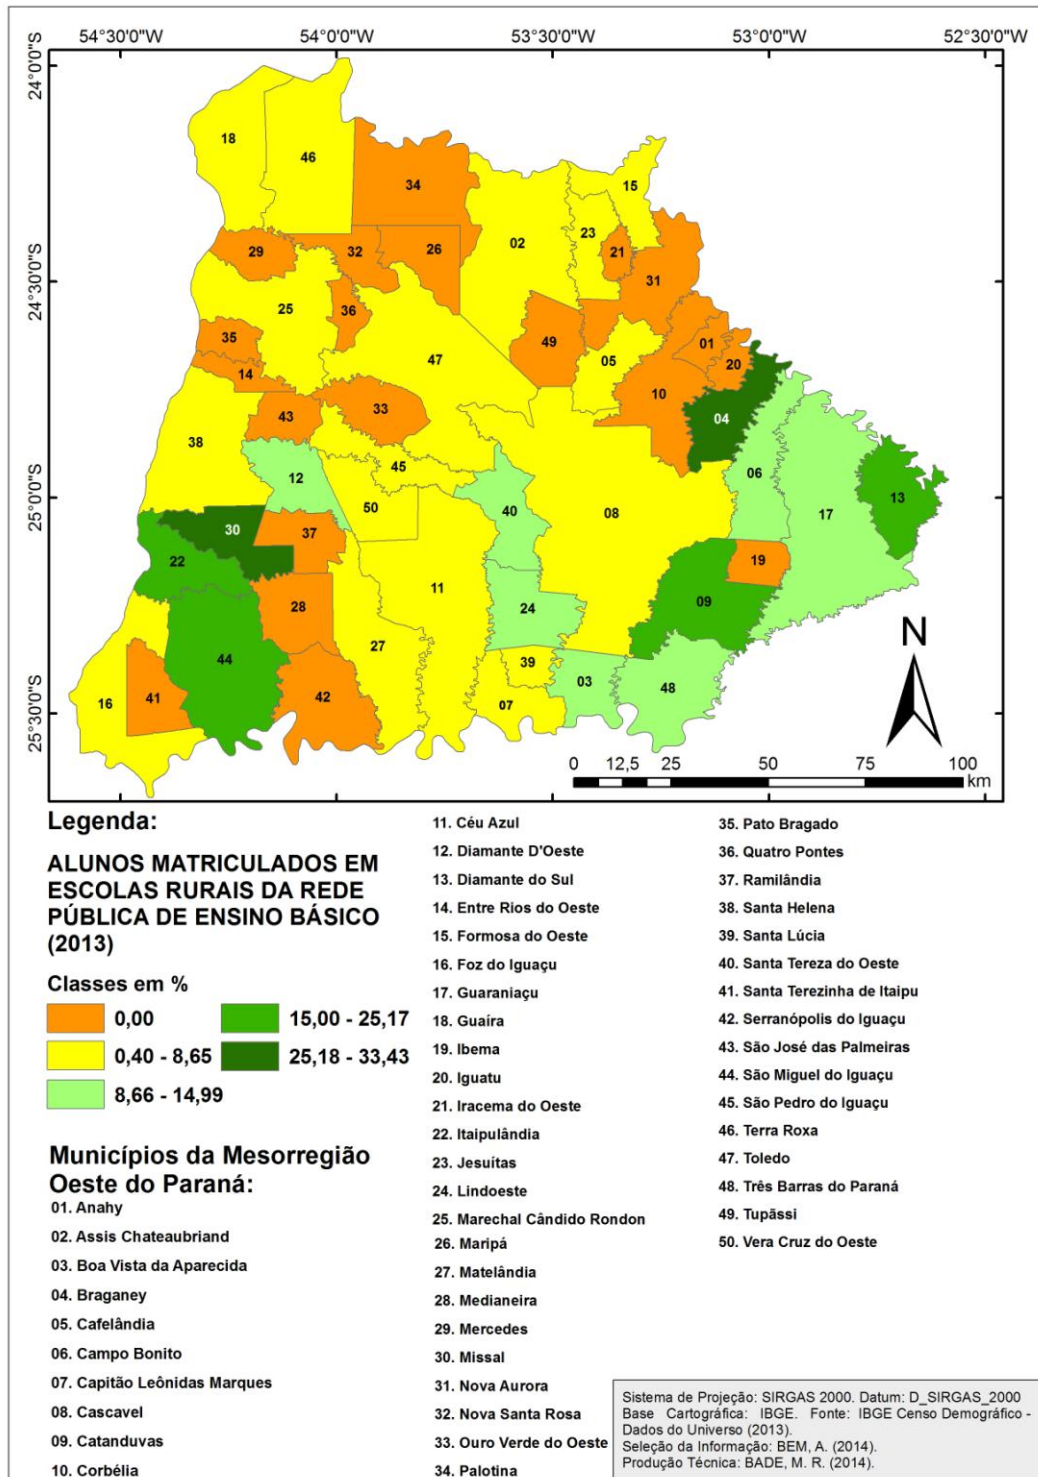 54°30'0"W 54°0'0"W 53°30'0"W 53°0'0"W 52°30'0"W
24°0'0"S
24°30'0"S
25°0'0"S
25°30'0"S
18
46
34
15
02
23
21
29
32
26
31
25
36
35
49
01
47
05
20
14
10
33
43
04
38
45
12
06
50
13
40
08
17
30
37
22
19
11
09
28
24
27
44
39
03
48
42
41
16
07
N
0 12,5 25 50 75 100
km
Legenda:
ALUNOS MATRICULADOS EM
ESCOLAS RURAIS DA REDE
PÚBLICA DE ENSINO BÁSICO
(2013)
Classes em %
0,00
0,40 - 8,65
8,66 - 14,99
15,00 - 25,17
25,18 - 33,43
Municípios da Mesorregião
Oeste do Paraná:
01. Anahy
02. Assis Chateaubriand
03. Boa Vista da Aparecida
04. Braganey
05. Cafelândia
06. Campo Bonito
07. Capitão Leônidas Marques
08. Cascavel
09. Catanduvas
10. Corbélia
11. Céu Azul
12. Diamante D'Oeste
13. Diamante do Sul
14. Entre Rios do Oeste
15. Formosa do Oeste
16. Foz do Iguaçu
17. Guaraniaçu
18. Guaíra
19. Ibema
20. Iguatu
21. Iracema do Oeste
22. Itaipulândia
23. Jesuítas
24. Lindoeste
25. Marechal Cândido Rondon
26. Maripá
27. Matelândia
28. Medianeira
29. Mercedes
30. Missal
31. Nova Aurora
32. Nova Santa Rosa
33. Ouro Verde do Oeste
34. Palotina
35. Pato Bragado
36. Quatro Pontes
37. Ramilândia
38. Santa Helena
39. Santa Lúcia
40. Santa Tereza do Oeste
41. Santa Terezinha de Itaipu
42. Serranópolis do Iguaçu
43. São José das Palmeiras
44. São Miguel do Iguaçu
45. São Pedro do Iguaçu
46. Terra Roxa
47. Toledo
48. Três Barras do Paraná
49. Tupãssi
50. Vera Cruz do Oeste
Sistema de Projeção: SIRGAS 2000. Datum: D_SIRGAS_2000
Base Cartográfica: IBGE. Fonte: IBGE Censo Demográfico -
Dados do Universo (2013).
Seleção da Informação: BEM, A. (2014).
Produção Técnica: BADE, M. R. (2014).